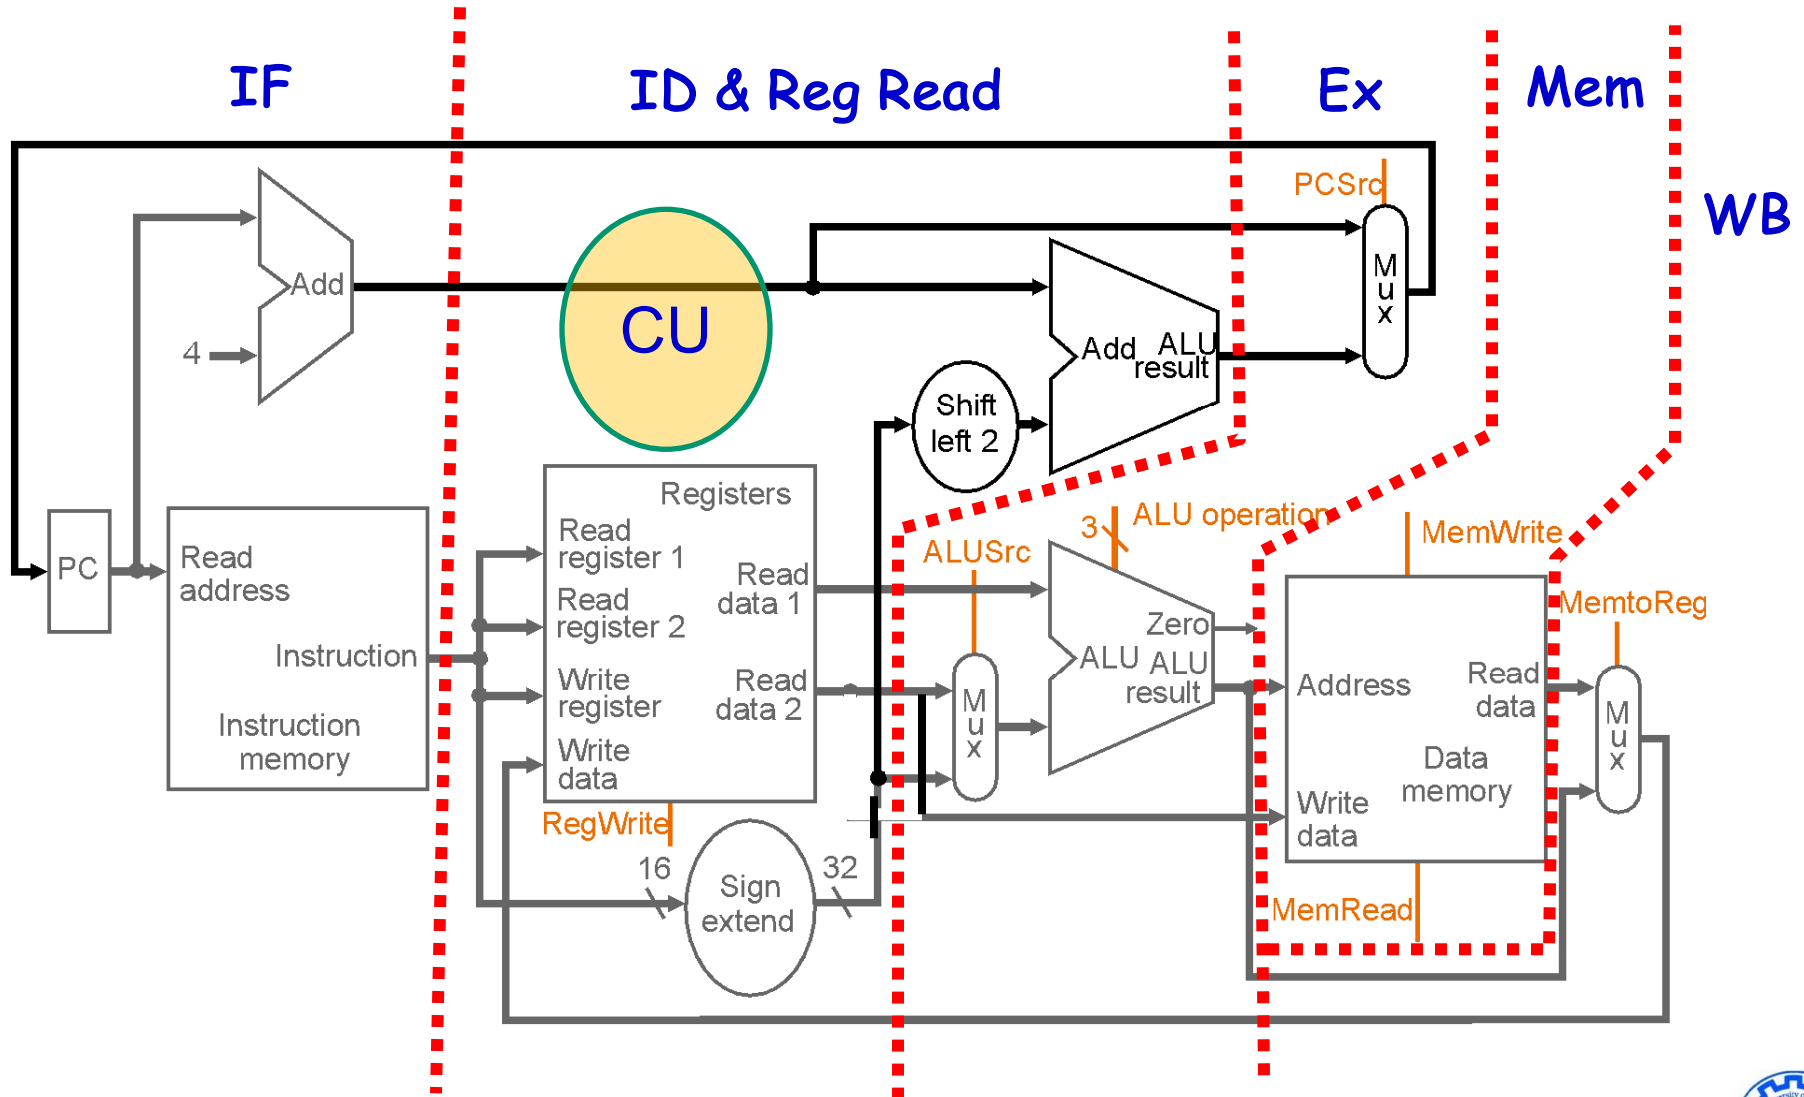 IF
ID & Reg Read
Ex
Mem
WB
PCSrc
M
u
x
Add
4
CU
Add
ALU
result
Shift
left 2
Registers
Read
register 1
Read
register 2
Write
register
Write
data
Read
data 1
Read
data 2
RegWrite
PC
Read
address
Instruction
Instruction
memory
16
Sign
extend
32
ALUSrc
M
u
x
3
ALU operation
Zero
ALU
ALU
result
MemWrite
Address
Read
data
Data
memory
Write
data
MemRead
MemtoReg
M
u
x